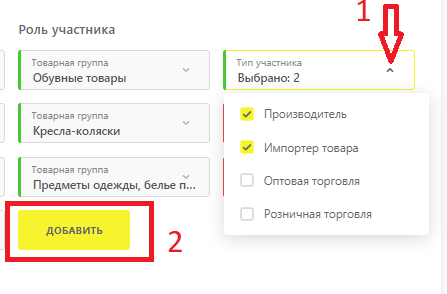 1
Роль участника
Товарная группа
Обувные товары
Тип участника
Выбрано: 2
Товарная группа
Кресла-коляски
Производитель
Импортер товара
Товарная группа
Предметы одежды, белье п...
Оптовая торговля
Розничная торговля
ДОБАВИТЬ
2